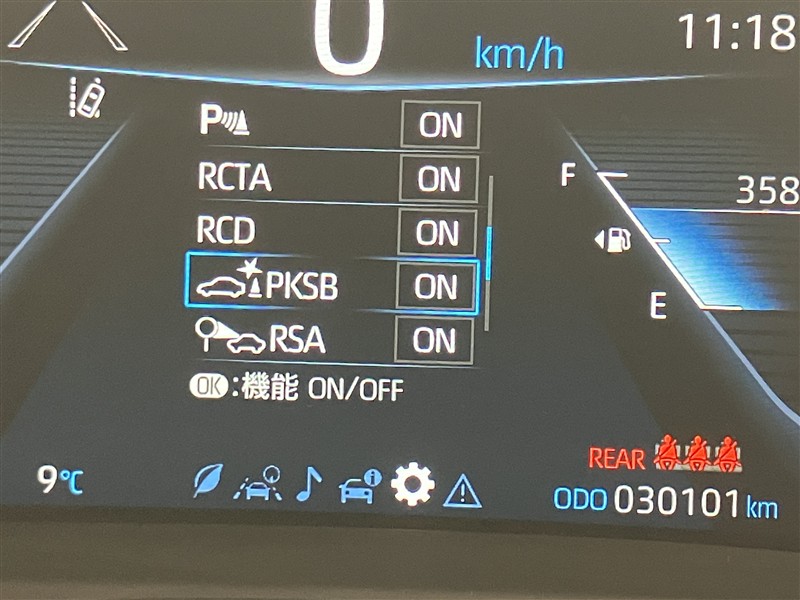 0 km/h
11:18
P ON
RCTA ON
RCD ON
PKSB ON
RSA ON
OK:機能 ON/OFF
F
358
E
REAR
9℃
ODO 030101 km